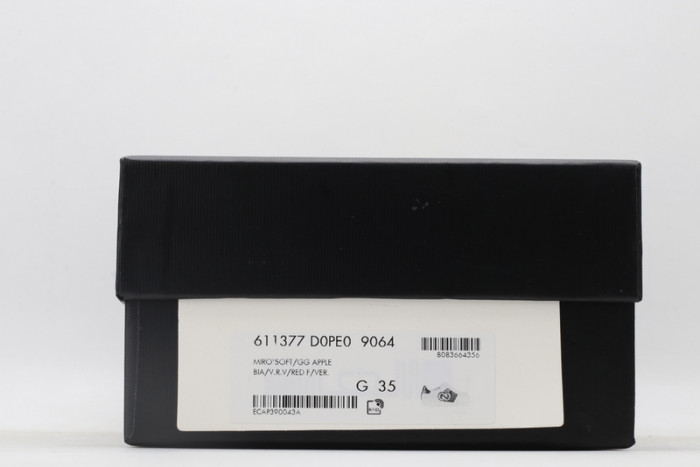 611377 D0PE0 9064
B083664356
MIRO'SOFT/GG APPLE
BIA/V.R.V/RED F/VER.
G 35
ECAP390043A